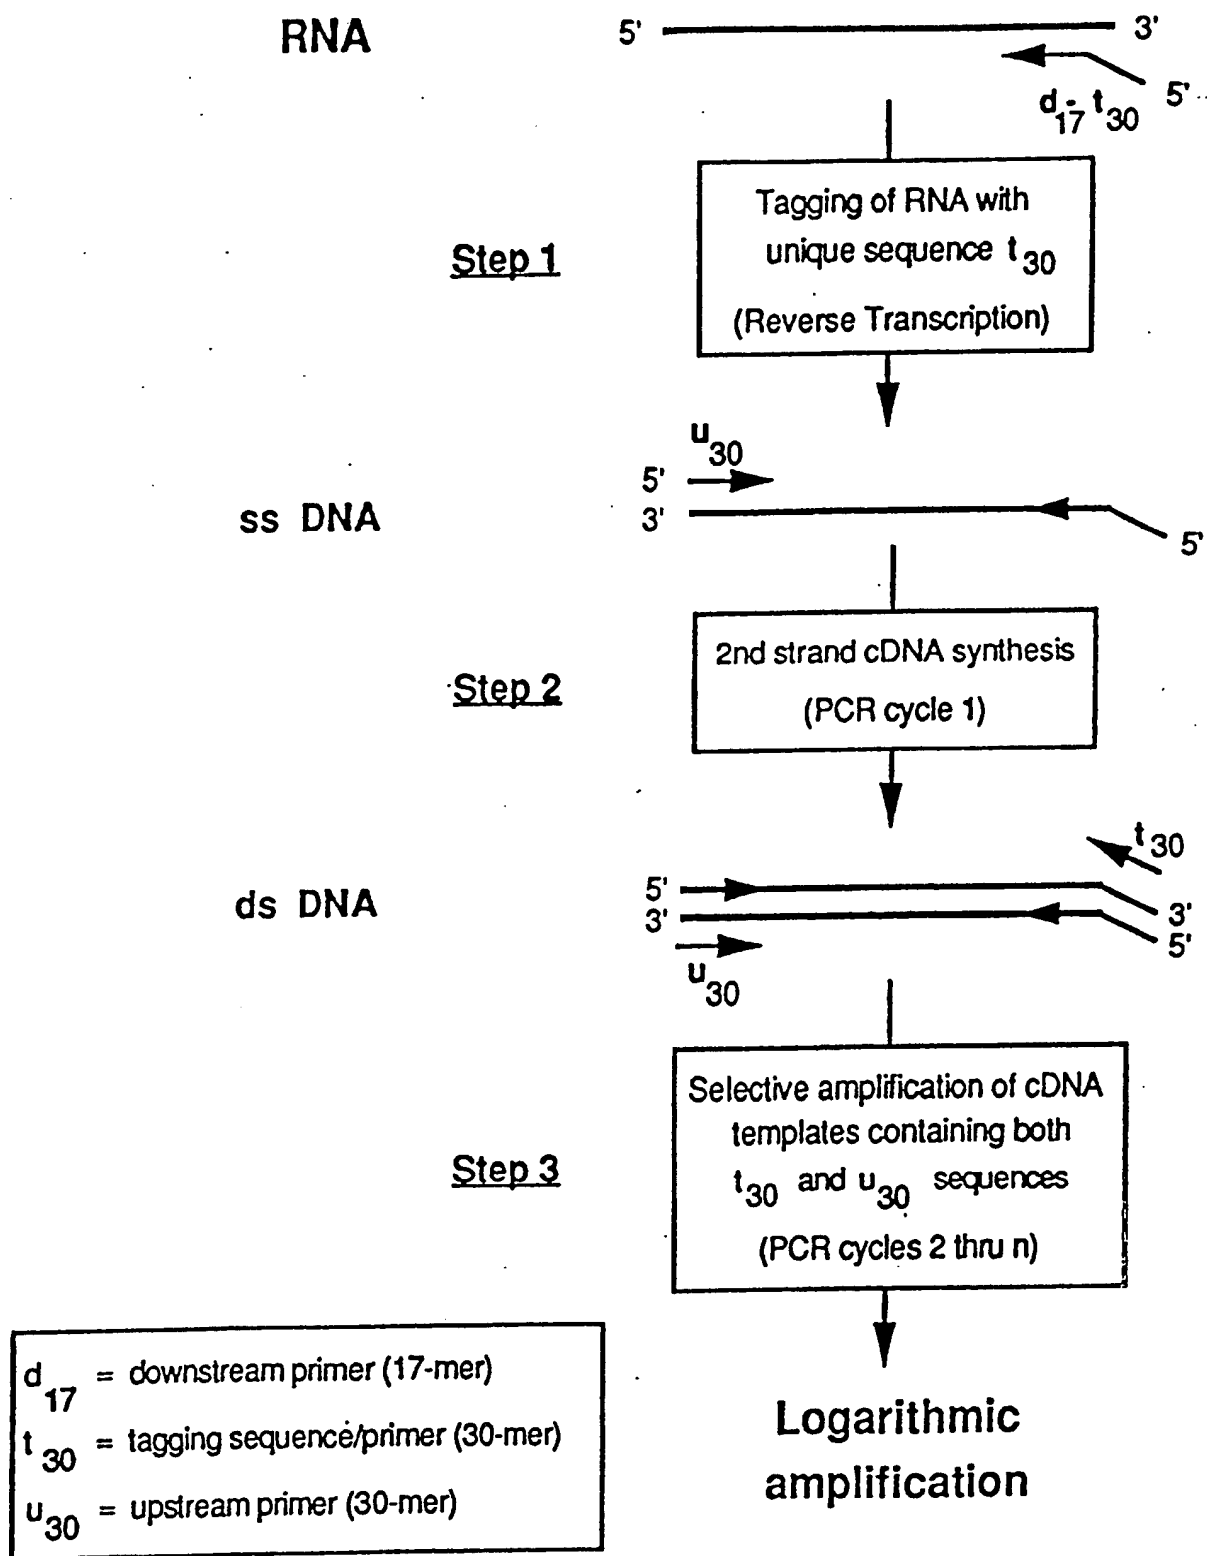 RNA
5' 3'
5'
d17- t30
Tagging of RNA with
unique sequence t30
(Reverse Transcription)
Step 1
u30
5'
ss DNA
3'
5'
2nd strand cDNA synthesis
(PCR cycle 1)
Step 2
t30
ds DNA
5'
3'
3'
5'
u30
Selective amplification of cDNA
templates containing both
t30 and u30 sequences
(PCR cycles 2 thru n)
Step 3
d17 = downstream primer (17-mer)
t30 = tagging sequence/primer (30-mer)
u30 = upstream primer (30-mer)
Logarithmic
amplification